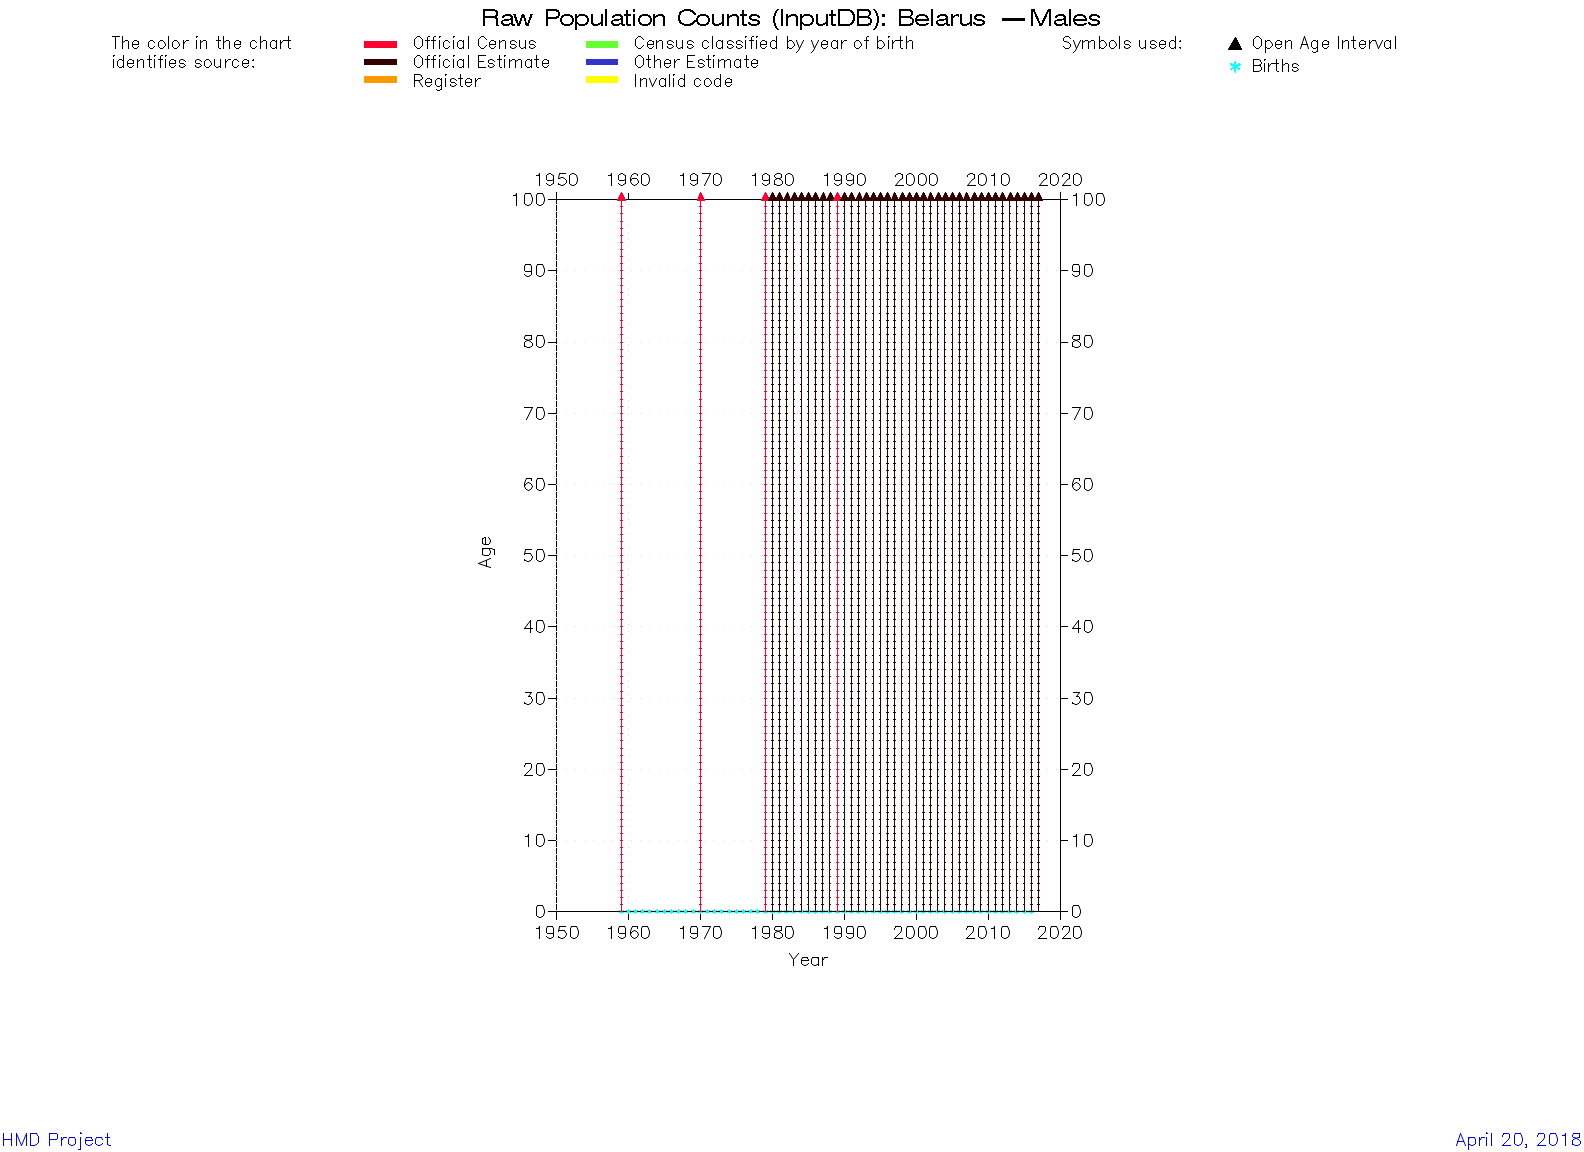 Raw Population Counts (InputDB): Belarus — Males
The color in the chart
identifies source:
Official Census
Official Estimate
Register
Census classified by year of birth
Other Estimate
Invalid code
Symbols used:
Open Age Interval
Births
1950 1960 1970 1980 1990 2000 2010 2020
100 100
90 90
80 80
70 70
60 60
50 50
40 40
30 30
20 20
10 10
0 0
Age
1950 1960 1970 1980 1990 2000 2010 2020
Year
HMD Project
April 20, 2018